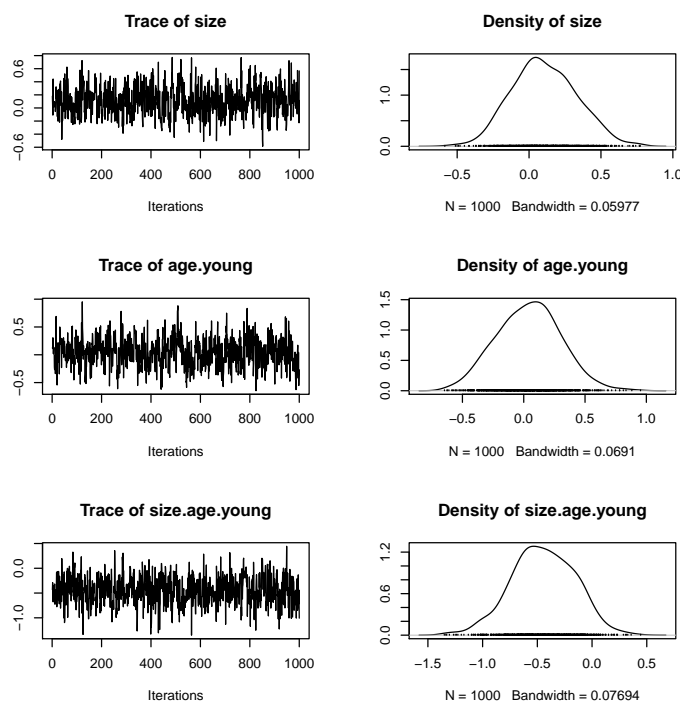 Trace of size
0.6
0.0
−0.6
0 200 400 600 800 1000
Iterations
Density of size
1.0
0.0
−0.5 0.0 0.5 1.0
N = 1000 Bandwidth = 0.05977
Trace of age.young
0.5
−0.5
0 200 400 600 800 1000
Iterations
Density of age.young
1.5
1.0
0.5
0.0
−0.5 0.0 0.5 1.0
N = 1000 Bandwidth = 0.0691
Trace of size.age.young
0.0
−1.0
0 200 400 600 800 1000
Iterations
Density of size.age.young
1.2
0.6
0.0
−1.5 −1.0 −0.5 0.0 0.5
N = 1000 Bandwidth = 0.07694